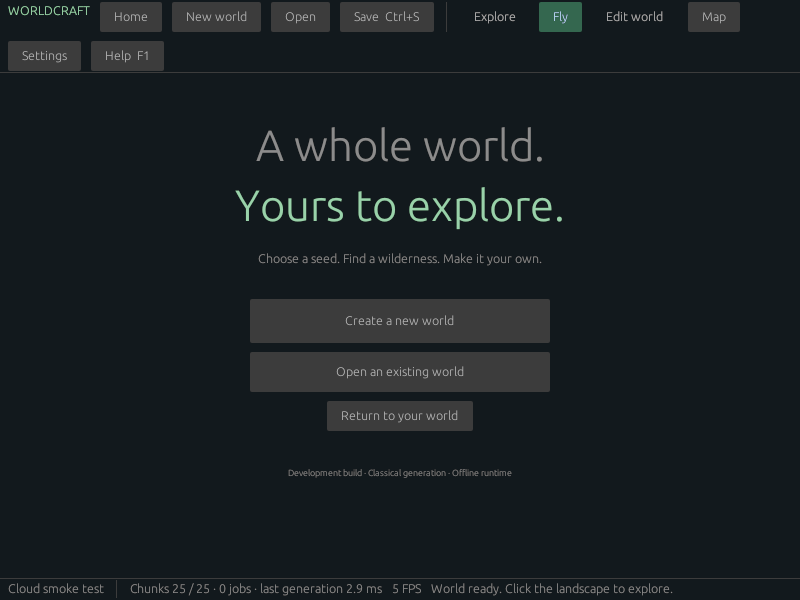 WORLDCRAFT Home New world Open Save Ctrl+S Explore Fly Edit world Map
Settings Help F1
A whole world.
Yours to explore.
Choose a seed. Find a wilderness. Make it your own.
Create a new world
Open an existing world
Return to your world
Development build · Classical generation · Offline runtime
Cloud smoke test Chunks 25 / 25 · 0 jobs · last generation 2.9 ms 5 FPS World ready. Click the landscape to explore.